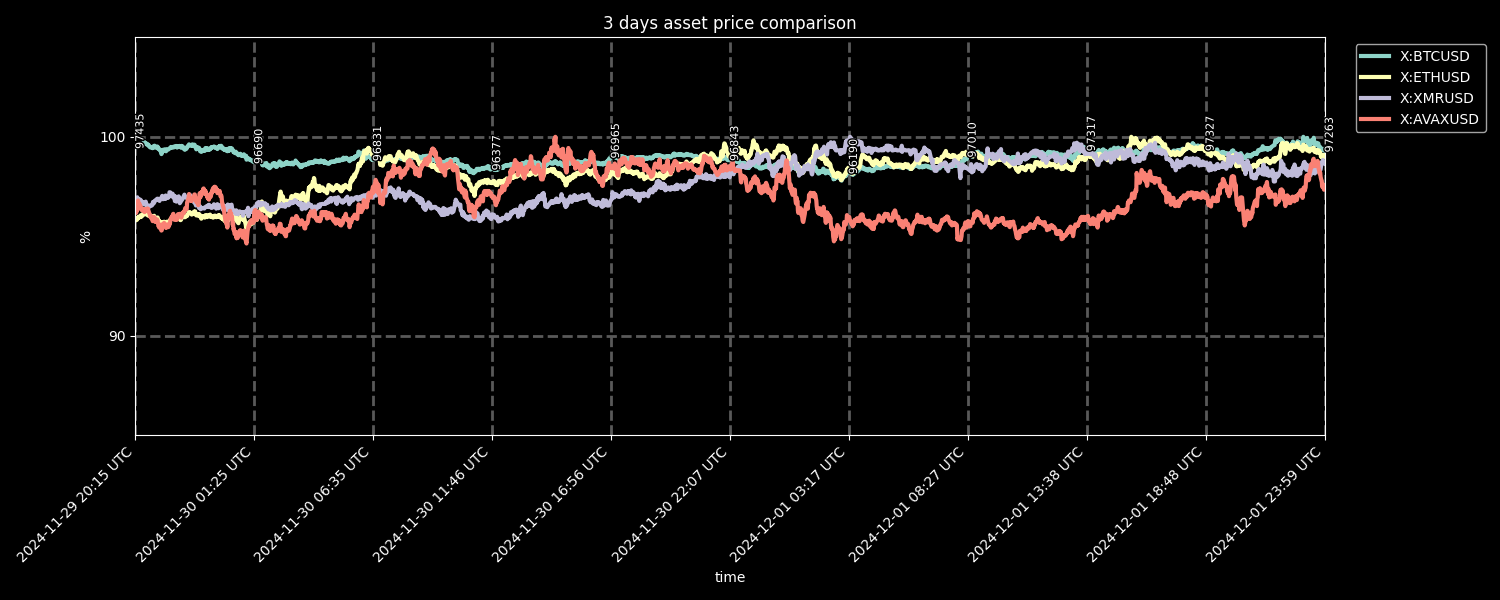 3 days asset price comparison
X:BTCUSD
X:ETHUSD
X:XMRUSD
X:AVAXUSD
100
90
%
97435
96690
96831
96377
96965
96843
96190
97010
97317
97327
97263
2024-11-29 20:15 UTC
2024-11-30 01:25 UTC
2024-11-30 06:35 UTC
2024-11-30 11:46 UTC
2024-11-30 16:56 UTC
2024-11-30 22:07 UTC
2024-12-01 03:17 UTC
2024-12-01 08:27 UTC
2024-12-01 13:38 UTC
2024-12-01 18:48 UTC
2024-12-01 23:59 UTC
time